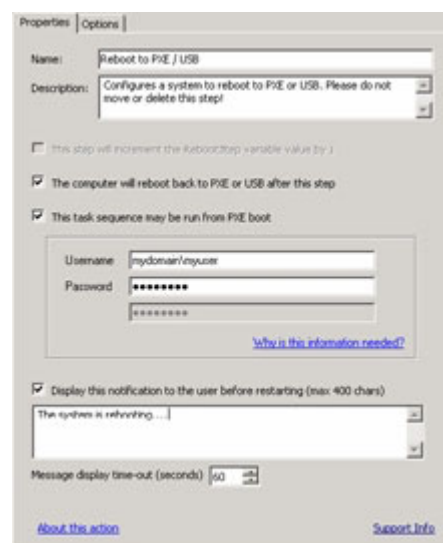 Properties Options
Name: Reboot to PXE / USB
Description: Configures a system to reboot to PXE or USB. Please do not
move or delete this step!
This step will increment the RebootStep variable value by 1
The computer will reboot back to PXE or USB after this step
This task sequence may be run from PXE boot
Username mydomain\myuser
Password ●●●●●●●●
●●●●●●●●
Why is this information needed?
Display this notification to the user before restarting (max 400 chars)
The system is rebooting....
Message display time-out (seconds) 60
About this action Support Info